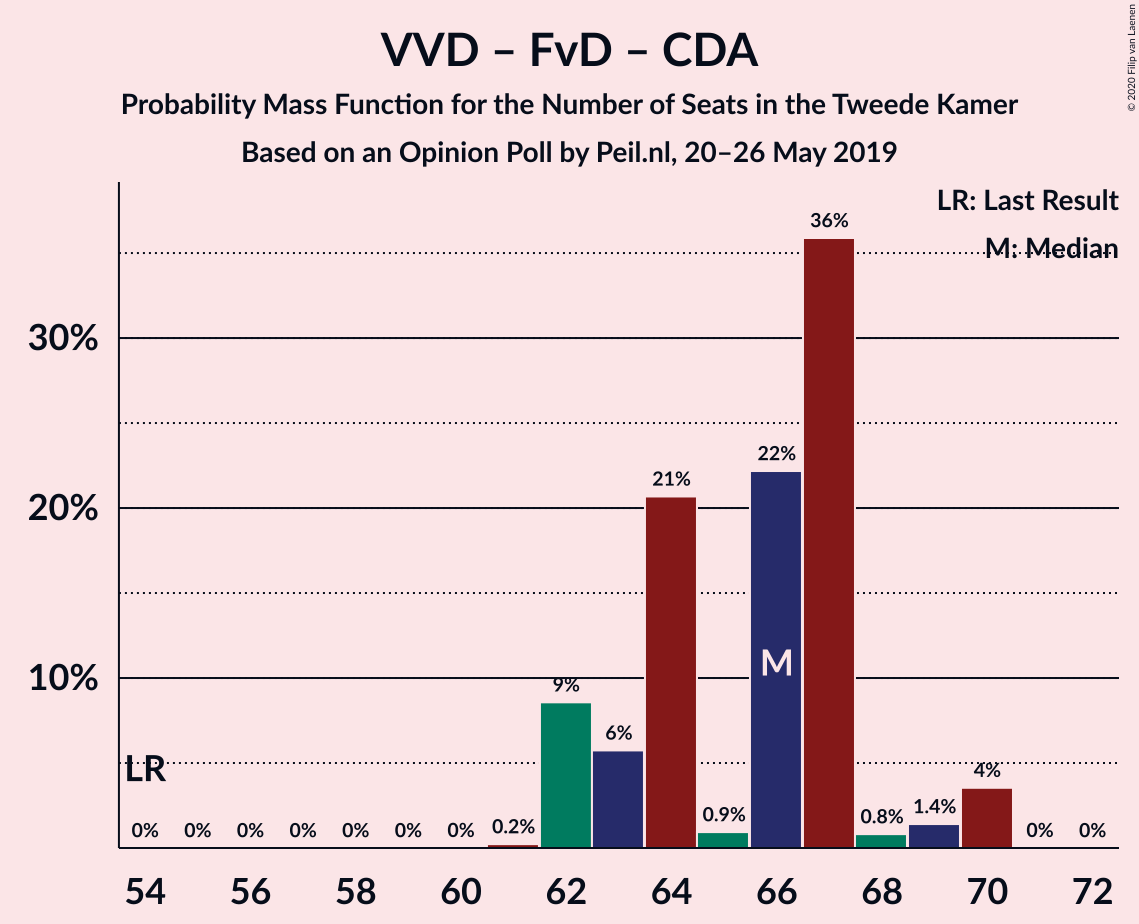 VVD – FvD – CDA
Probability Mass Function for the Number of Seats in the Tweede Kamer
Based on an Opinion Poll by Peil.nl, 20–26 May 2019
© 2020 Filip van Laenen
LR: Last Result
M: Median
30%
20%
10%
LR
0% 0% 0% 0% 0% 0% 0% 0.2% 9% 6% 21% 0.9% 22% 36% 0.8% 1.4% 4% 0% 0%
M
54 56 58 60 62 64 66 68 70 72